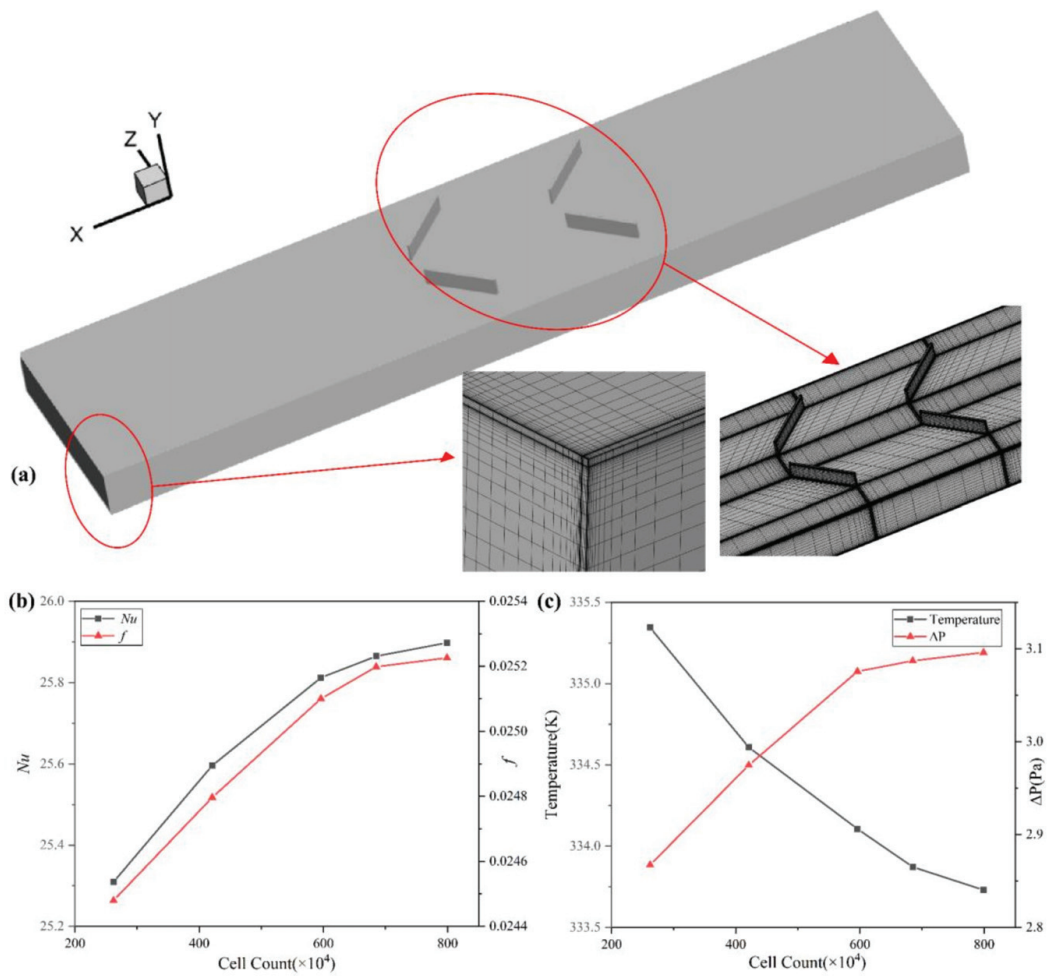 Y
Z
X
(a)
(b)
26.0
25.8
25.6
25.4
25.2
Nu
Nu
f
0.0254
0.0252
0.0250
0.0248
0.0246
0.0244
f
200
400
600
800
Cell Count(×10⁴)
(c)
335.5
335.0
334.5
334.0
333.5
Temperature(K)
Temperature
ΔP
3.1
3.0
2.9
2.8
ΔP(Pa)
200
400
600
800
Cell Count(×10⁴)